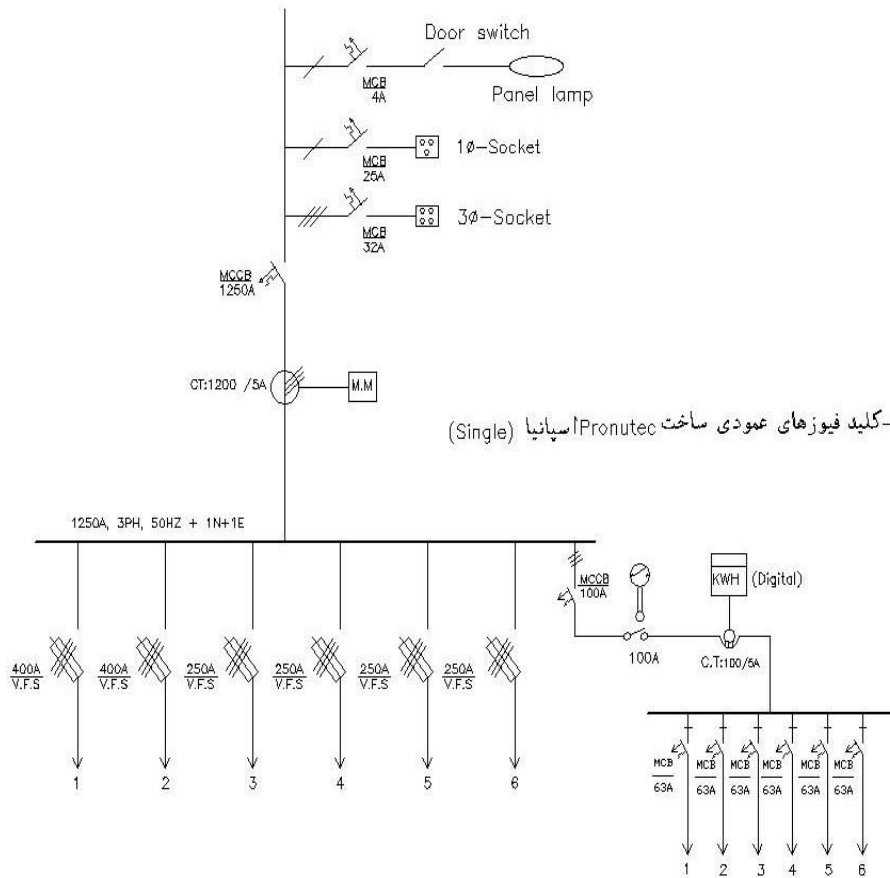 Door switch
MCB
4A
Panel lamp
1ø-Socket
MCB
25A
3ø-Socket
MCB
32A
MCCB
1250A
CT:1200 /5A
M.M
-کلید فیوزهای عمودی ساخت Pronutec اسپانیا (Single)
1250A, 3PH, 50HZ + 1N+1E
MCCB
100A
KWH
(Digital)
100A
C.T:100/5A
400A
V.F.S
400A
V.F.S
250A
V.F.S
250A
V.F.S
250A
V.F.S
250A
V.F.S
1 2 3 4 5 6
MCB
63A
MCB
63A
MCB
63A
MCB
63A
MCB
63A
MCB
63A
1 2 3 4 5 6